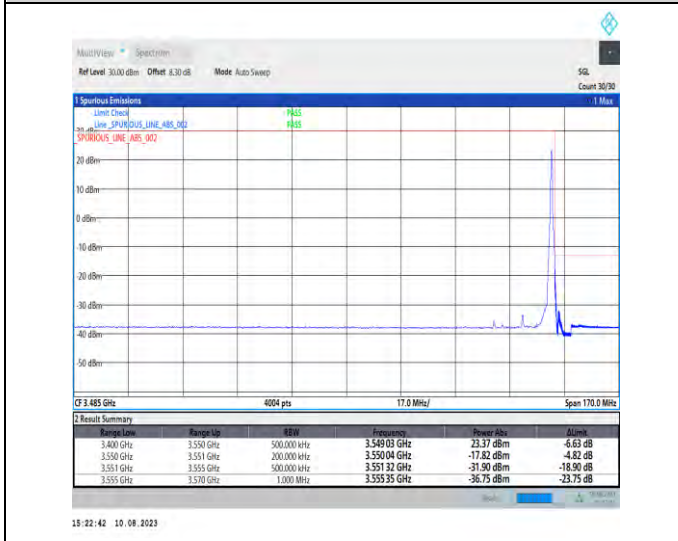 MultiView Spectrum
Ref Level 30.00 dBm Offset 8.30 dB Mode Auto Sweep SGL
Count 30/30
1 Spurious Emissions 1 Max
Limit Check PASS
Line _SPURIOUS_LINE_ABS_002 PASS
30 dBm
_SPURIOUS_LINE_ABS_002
20 dBm
10 dBm
0 dBm
-10 dBm
-20 dBm
-30 dBm
-40 dBm
-50 dBm
CF 3.485 GHz 4004 pts 17.0 MHz/ Span 170.0 MHz
2 Result Summary
Range Low Range Up RBW Frequency Power Abs ΔLimit
3.400 GHz 3.550 GHz 500.000 kHz 3.549 03 GHz 23.37 dBm -6.63 dB
3.550 GHz 3.551 GHz 200.000 kHz 3.550 04 GHz -17.82 dBm -4.82 dB
3.551 GHz 3.555 GHz 500.000 kHz 3.551 32 GHz -31.90 dBm -18.90 dB
3.555 GHz 3.570 GHz 1.000 MHz 3.555 35 GHz -36.75 dBm -23.75 dB
15:22:42 10.08.2023